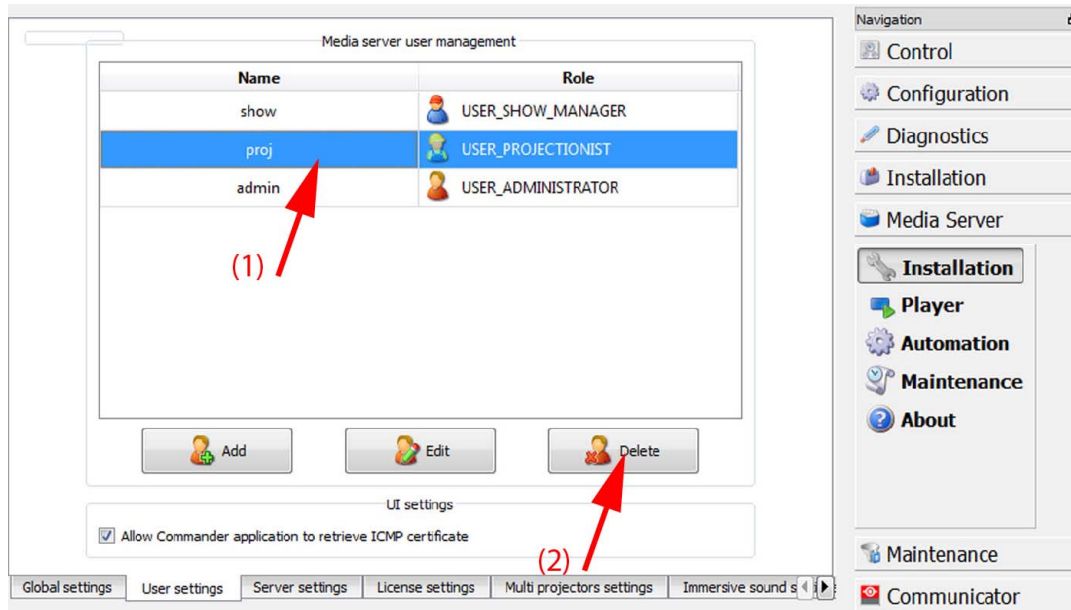 Media server user management
Name Role
show USER_SHOW_MANAGER
proj USER_PROJECTIONIST
admin USER_ADMINISTRATOR
(1)
Add Edit Delete
UI settings
Allow Commander application to retrieve ICMP certificate
(2)
Global settings User settings Server settings License settings Multi projectors settings Immersive sound s
Navigation
Control
Configuration
Diagnostics
Installation
Media Server
Installation
Player
Automation
Maintenance
About
Maintenance
Communicator